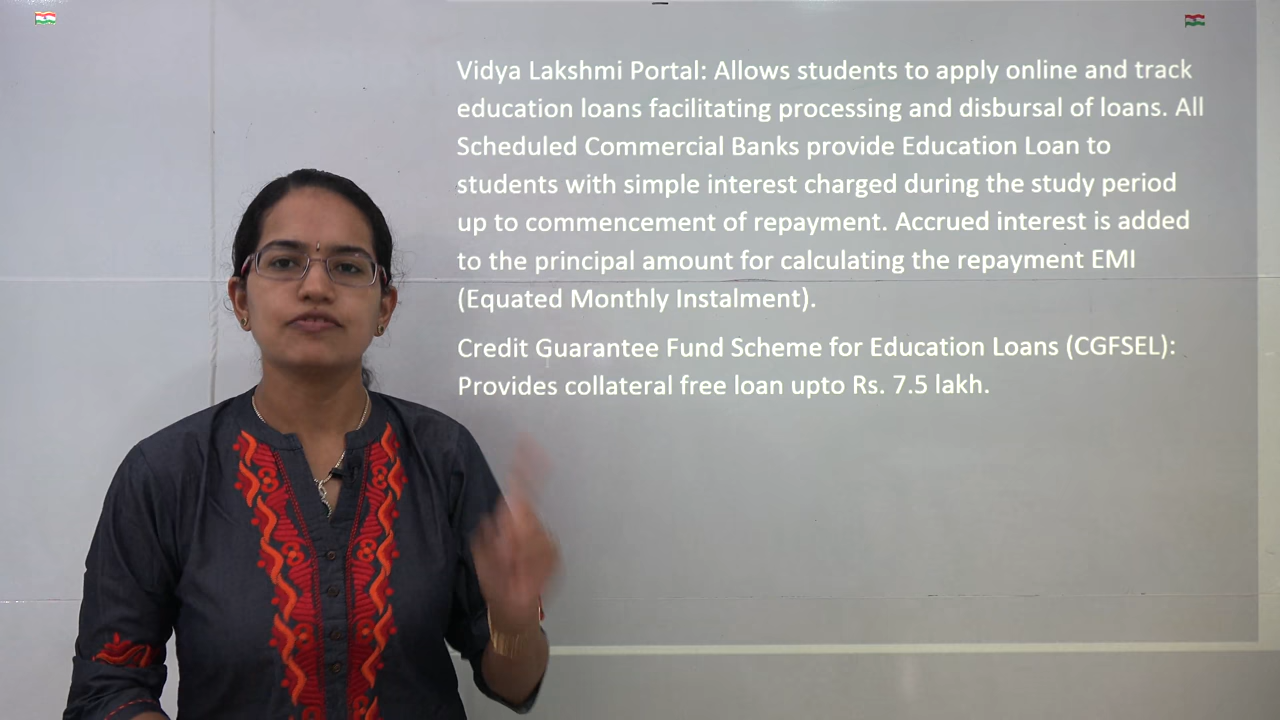 Vidya Lakshmi Portal: Allows students to apply online and track
education loans facilitating processing and disbursal of loans. All
Scheduled Commercial Banks provide Education Loan to
students with simple interest charged during the study period
up to commencement of repayment. Accrued interest is added
to the principal amount for calculating the repayment EMI
(Equated Monthly Instalment).
Credit Guarantee Fund Scheme for Education Loans (CGFSEL):
Provides collateral free loan upto Rs. 7.5 lakh.